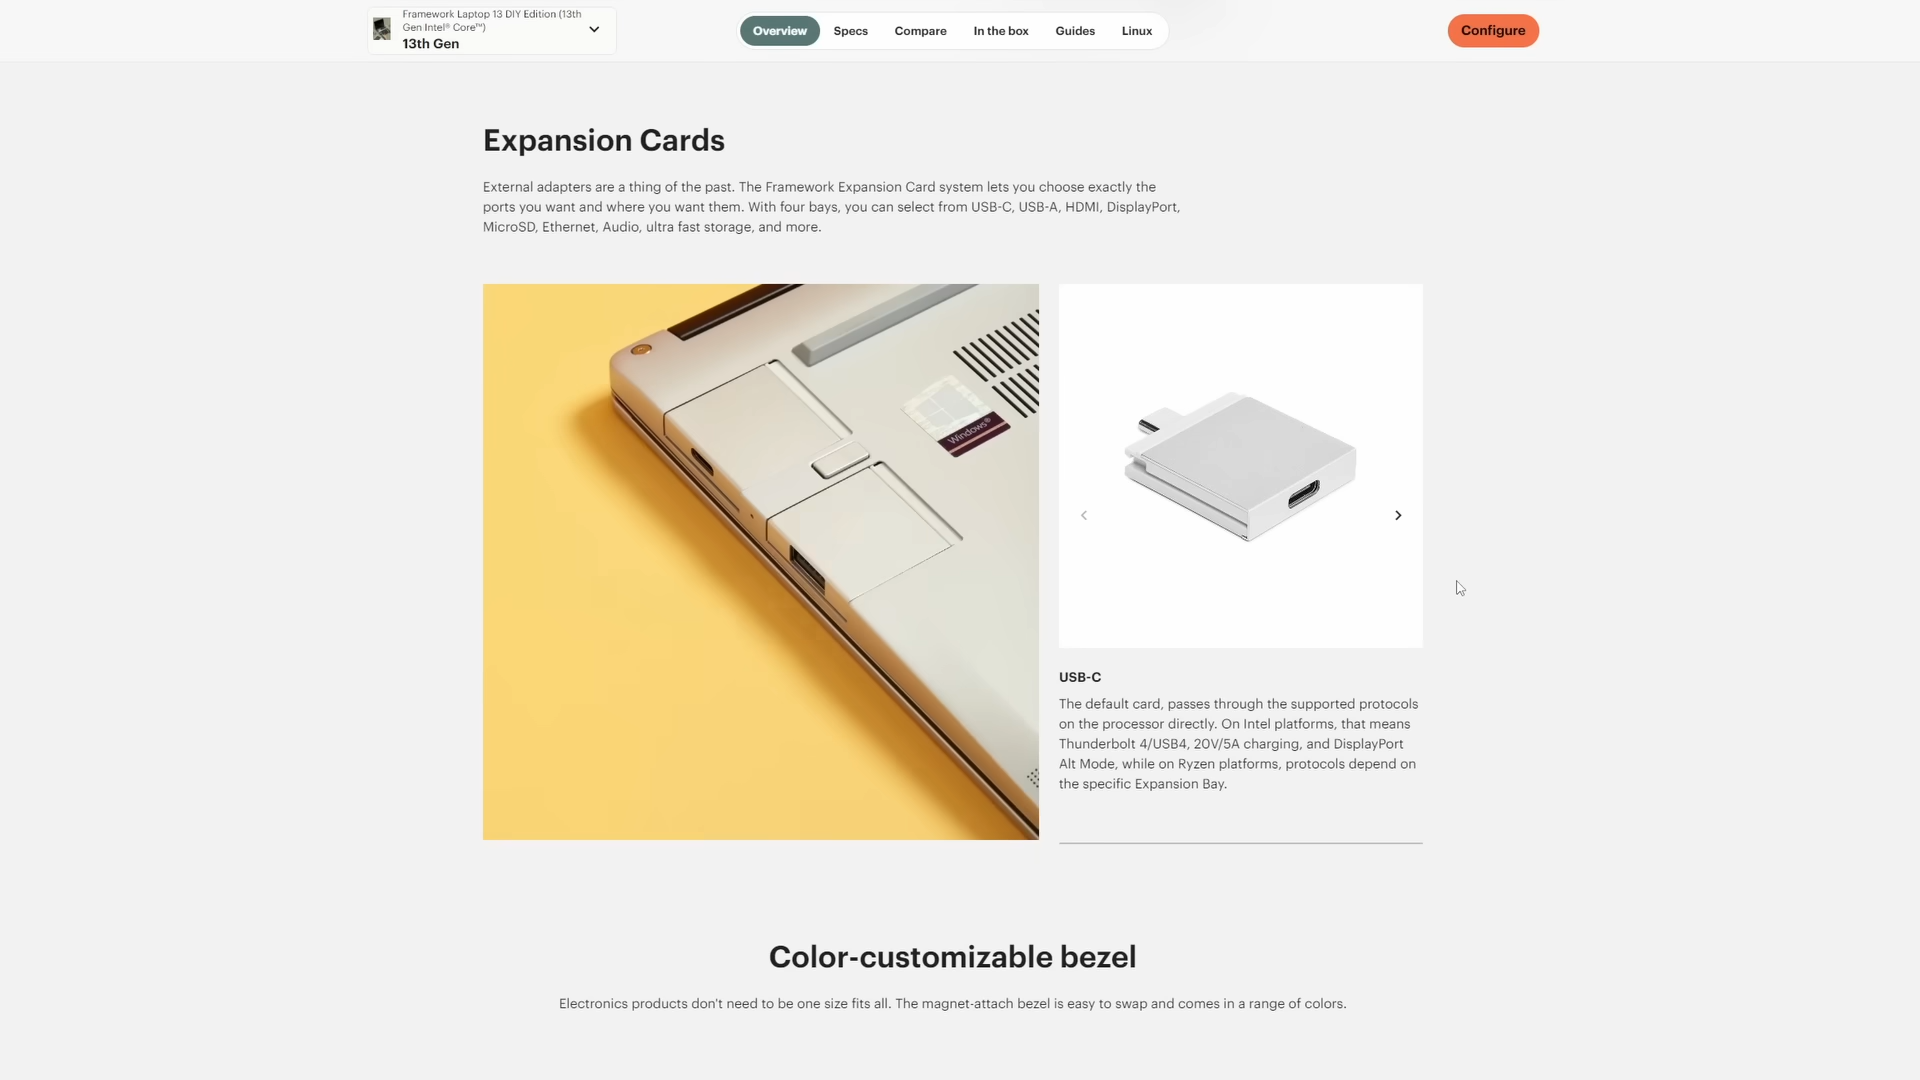 Framework Laptop 13 DIY Edition (13th
Gen Intel® Core™)
13th Gen
Overview
Specs
Compare
In the box
Guides
Linux
Configure
Expansion Cards
External adapters are a thing of the past. The Framework Expansion Card system lets you choose exactly the
ports you want and where you want them. With four bays, you can select from USB-C, USB-A, HDMI, DisplayPort,
MicroSD, Ethernet, Audio, ultra fast storage, and more.
Windows®
USB-C
The default card, passes through the supported protocols
on the processor directly. On Intel platforms, that means
Thunderbolt 4/USB4, 20V/5A charging, and DisplayPort
Alt Mode, while on Ryzen platforms, protocols depend on
the specific Expansion Bay.
Color-customizable bezel
Electronics products don't need to be one size fits all. The magnet-attach bezel is easy to swap and comes in a range of colors.